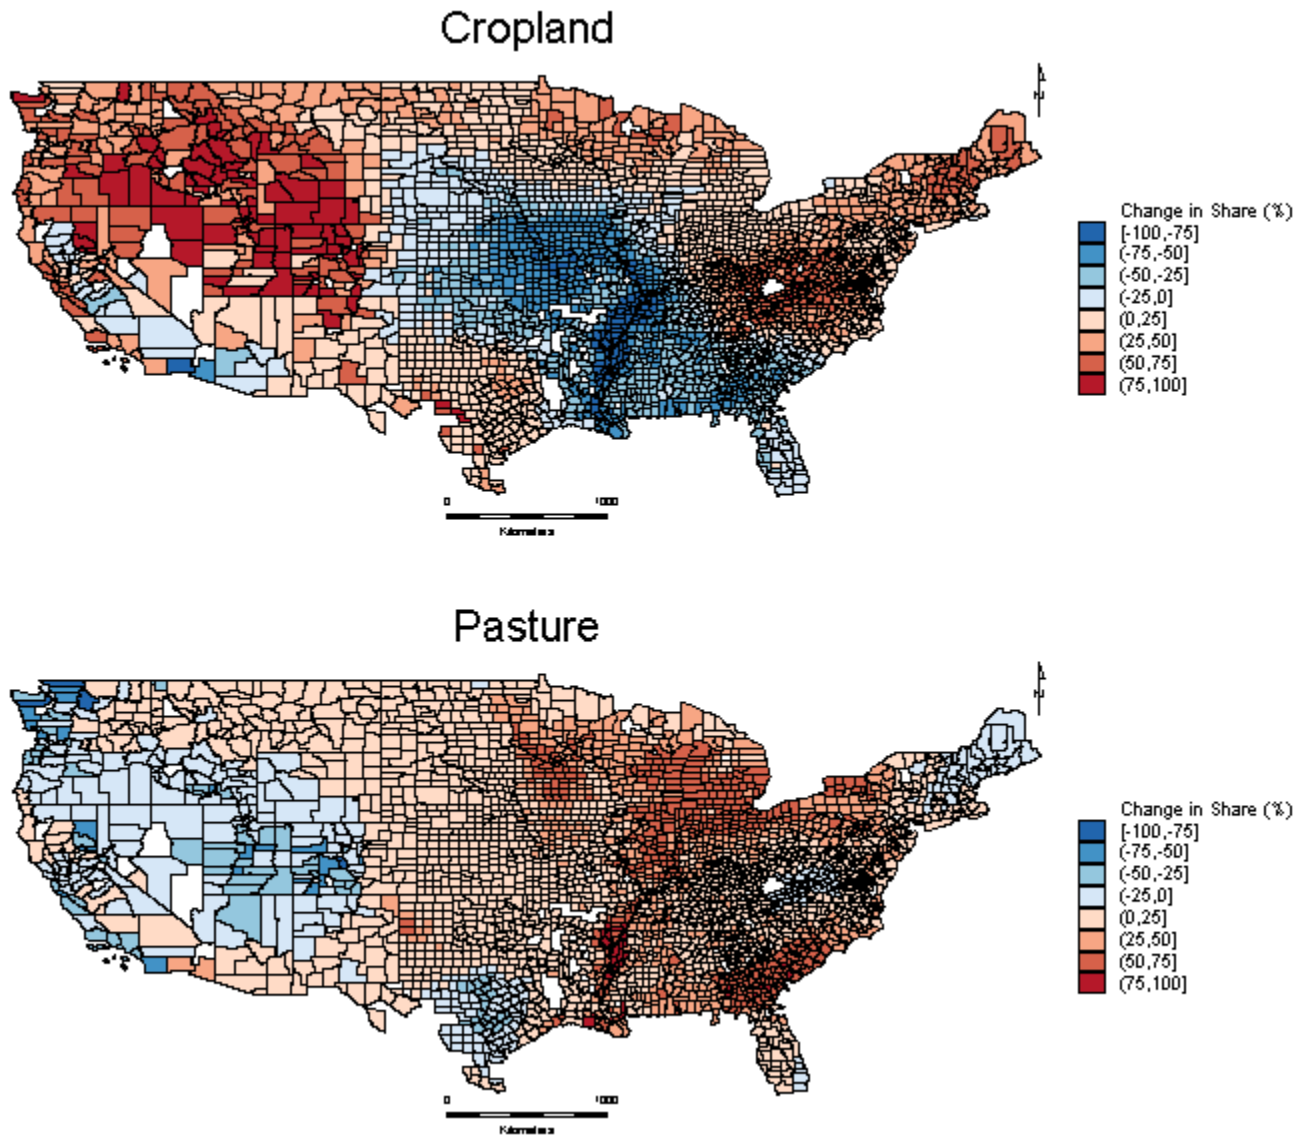 Cropland
N
Change in Share (%)
[-100,-75]
(-75,-50]
(-50,-25]
(-25,0]
(0,25]
(25,50]
(50,75]
(75,100]
0 1000
Kilometers
Pasture
N
Change in Share (%)
[-100,-75]
(-75,-50]
(-50,-25]
(-25,0]
(0,25]
(25,50]
(50,75]
(75,100]
0 1000
Kilometers